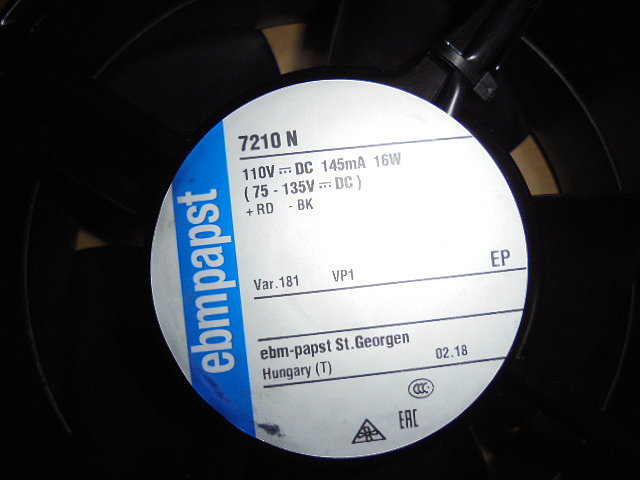 7210 N
110V ⎓ DC 145mA 16W
( 75 - 135V ⎓ DC )
+ RD - BK
EP
Var.181 VP1
ebmpapst
ebm-papst St.Georgen
Hungary (T) 02.18
CCC
EAC